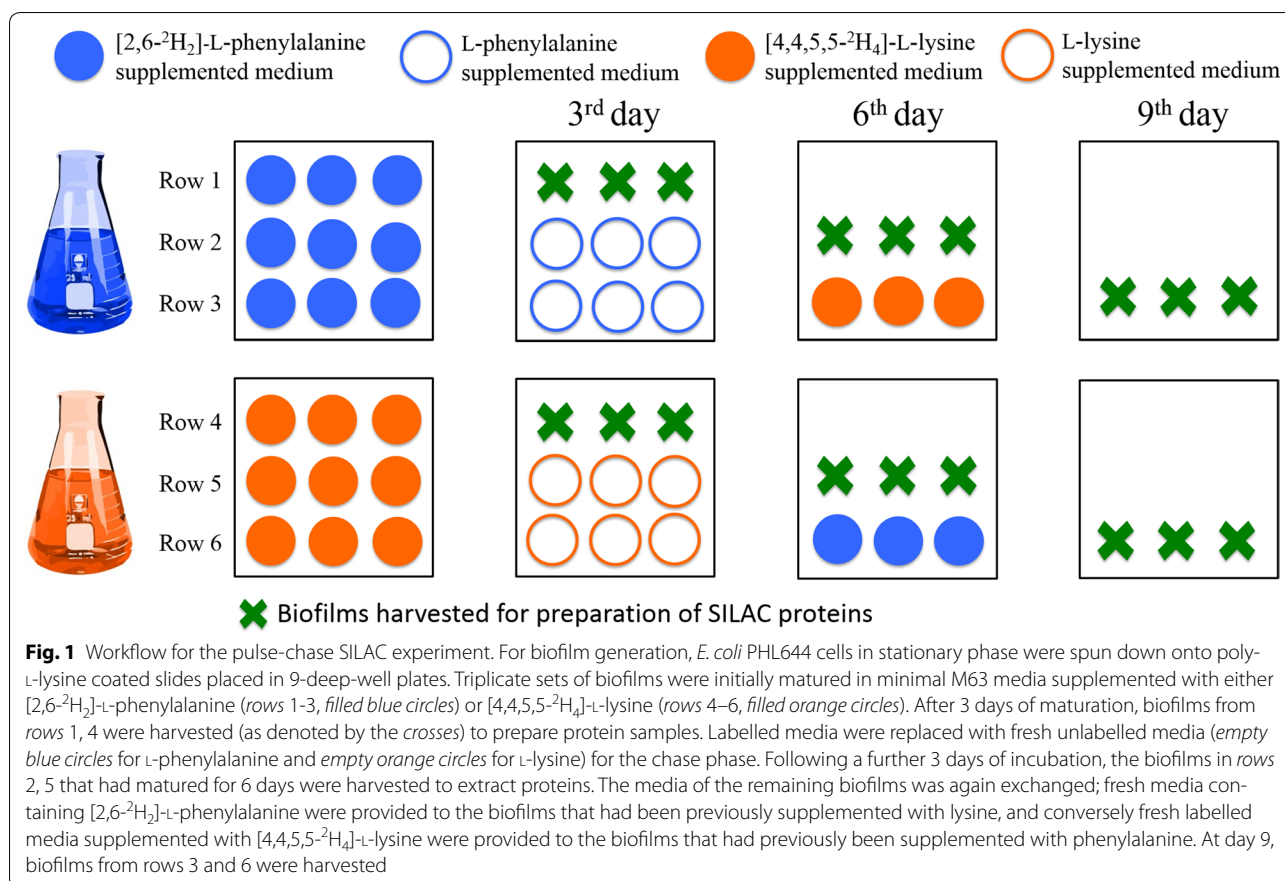 [2,6-²H₂]-L-phenylalanine
supplemented medium
L-phenylalanine
supplemented medium
[4,4,5,5-²H₄]-L-lysine
supplemented medium
L-lysine
supplemented medium
3rd day
6th day
9th day
Row 1
Row 2
Row 3
Row 4
Row 5
Row 6
Biofilms harvested for preparation of SILAC proteins
Fig. 1 Workflow for the pulse-chase SILAC experiment. For biofilm generation, E. coli PHL644 cells in stationary phase were spun down onto poly-
L-lysine coated slides placed in 9-deep-well plates. Triplicate sets of biofilms were initially matured in minimal M63 media supplemented with either
[2,6-²H₂]-L-phenylalanine (rows 1-3, filled blue circles) or [4,4,5,5-²H₄]-L-lysine (rows 4–6, filled orange circles). After 3 days of maturation, biofilms from
rows 1, 4 were harvested (as denoted by the crosses) to prepare protein samples. Labelled media were replaced with fresh unlabelled media (empty
blue circles for L-phenylalanine and empty orange circles for L-lysine) for the chase phase. Following a further 3 days of incubation, the biofilms in rows
2, 5 that had matured for 6 days were harvested to extract proteins. The media of the remaining biofilms was again exchanged; fresh media con-
taining [2,6-²H₂]-L-phenylalanine were provided to the biofilms that had been previously supplemented with lysine, and conversely fresh labelled
media supplemented with [4,4,5,5-²H₄]-L-lysine were provided to the biofilms that had previously been supplemented with phenylalanine. At day 9,
biofilms from rows 3 and 6 were harvested